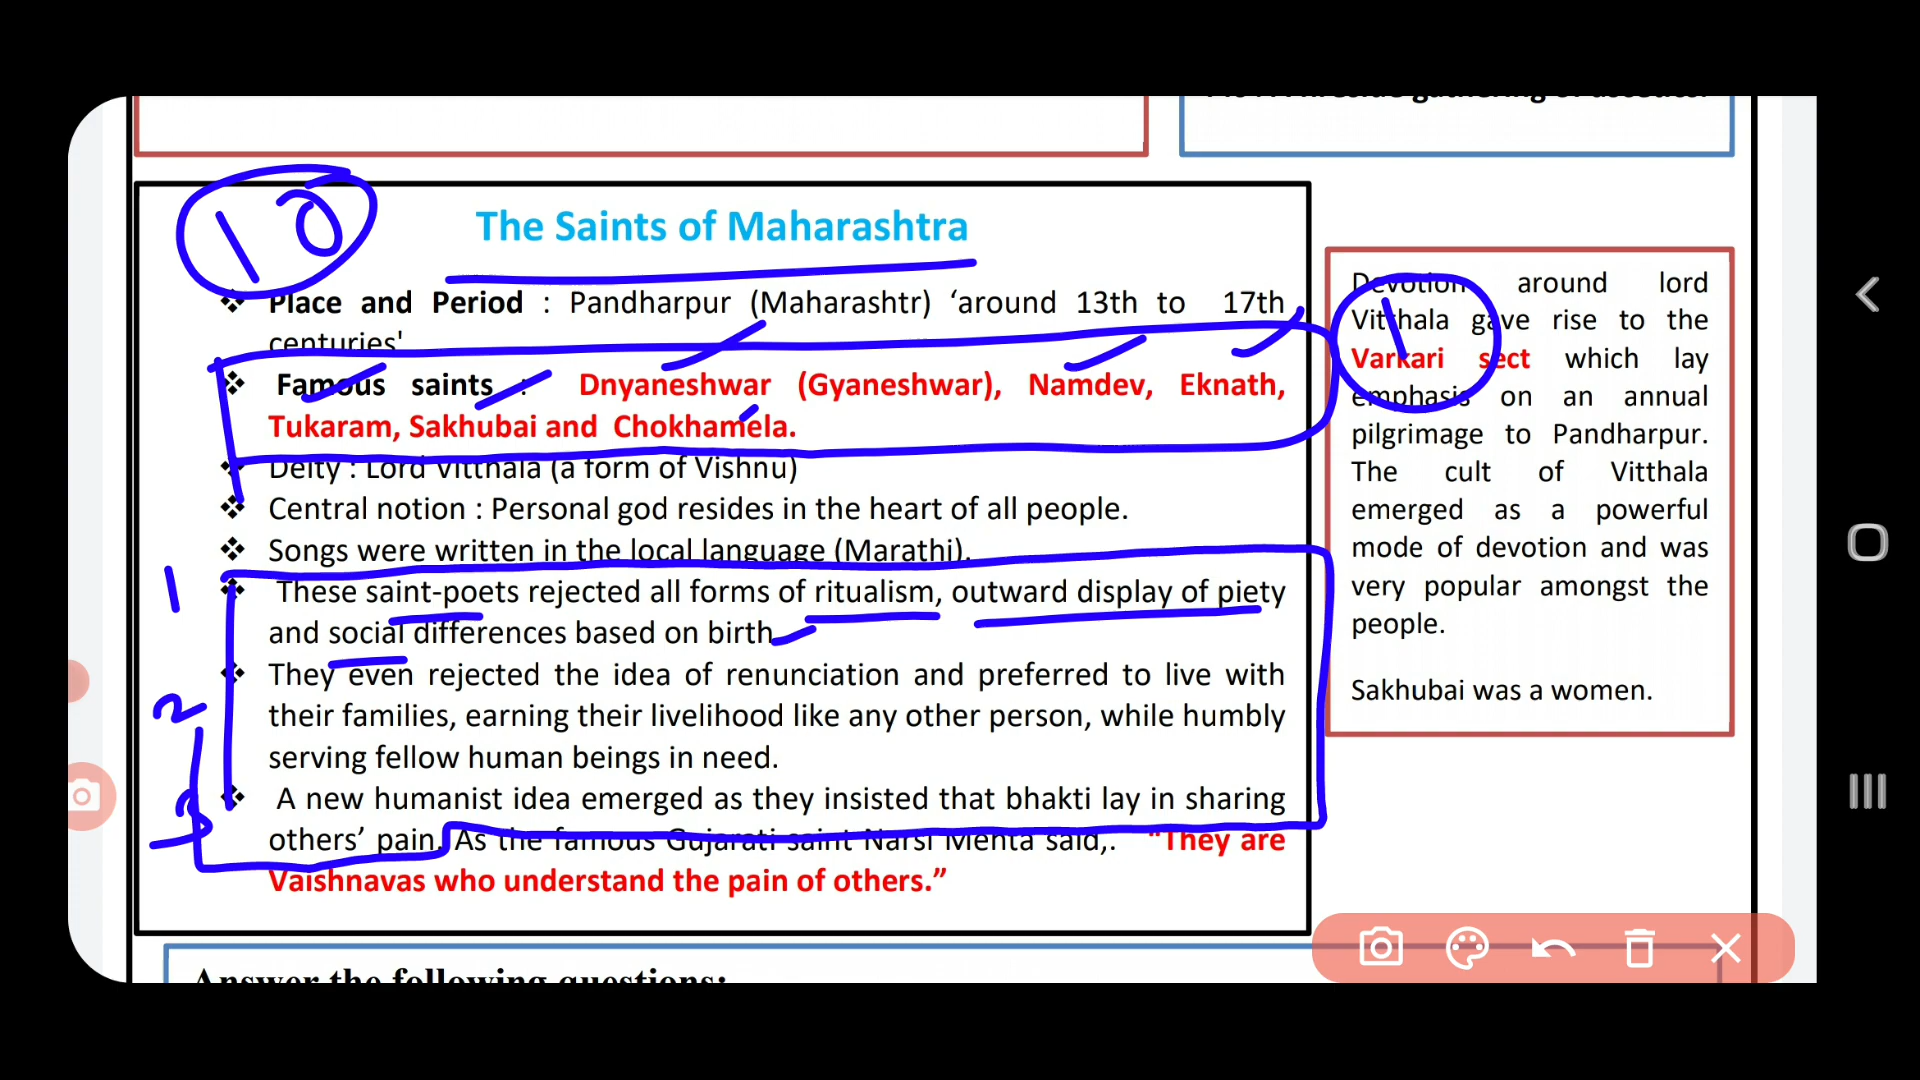 10
The Saints of Maharashtra
❖ Place and Period : Pandharpur (Maharashtr) ‘around 13th to 17th
centuries'
❖ Famous saints : Dnyaneshwar (Gyaneshwar), Namdev, Eknath,
Tukaram, Sakhubai and Chokhamela.
❖ Deity : Lord Vitthala (a form of Vishnu)
❖ Central notion : Personal god resides in the heart of all people.
❖ Songs were written in the local language (Marathi).
1
❖ These saint-poets rejected all forms of ritualism, outward display of piety
and social differences based on birth
2
❖ They even rejected the idea of renunciation and preferred to live with
their families, earning their livelihood like any other person, while humbly
serving fellow human beings in need.
3
❖ A new humanist idea emerged as they insisted that bhakti lay in sharing
others’ pain. As the famous Gujarati saint Narsi Mehta said,. “They are
Vaishnavas who understand the pain of others.”
1
Devotion around lord
Vitthala gave rise to the
Varkari sect which lay
emphasis on an annual
pilgrimage to Pandharpur.
The cult of Vitthala
emerged as a powerful
mode of devotion and was
very popular amongst the
people.
Sakhubai was a women.
Answer the following questions: